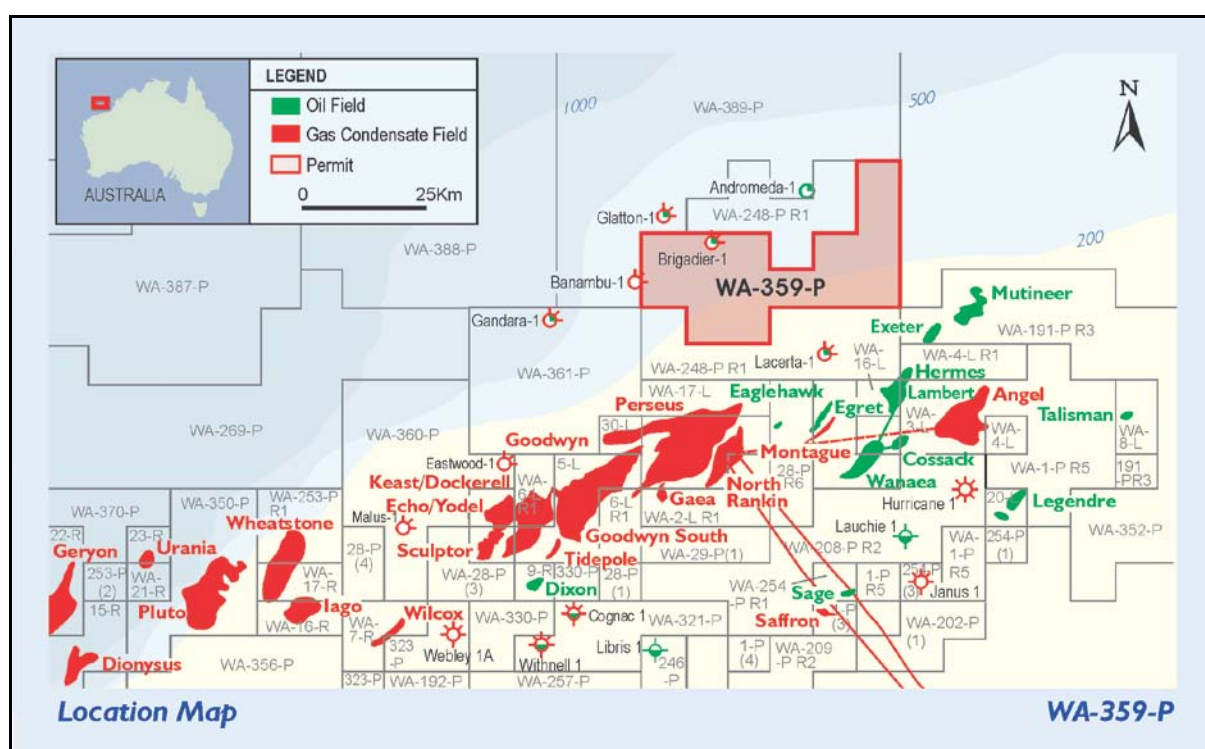 LEGEND
Oil Field
Gas Condensate Field
Permit
0 25Km
AUSTRALIA
N
1000
500
200
WA-389-P
Andromeda-1
WA-248-P R1
Glatton-1
WA-388-P
Brigadier-1
Banambu-1
WA-359-P
WA-387-P
Mutineer
Gandara-1
Exeter
WA-191-P R3
Lacerta-1
WA-
16-L
WA-4-L R1
WA-361-P
WA-248-P R1
Hermes
WA-17-L
Eaglehawk
Lambert
Angel
Perseus
Egret
WA-
3-L
Talisman
WA-269-P
WA-360-P
30-L
WA-
4-L
WA-
8-L
Goodwyn
Montague
Cossack
Eastwood-1
5-L
28-P
R6
WA-1-P R5
191
-PR3
Keast/Dockerell
WA-
6-L
R1
North
Rankin
Wanaea
Gaea
Hurricane 1
WA-350-P
WA-253-P
R1
Echo/Yodel
6-L
R1
WA-2-L R1
20-L
Legendre
WA-370-P
Wheatstone
Malus-1
Lauchie 1
WA-352-P
22-R
23-R
Goodwyn South
Geryon
Urania
28-P
(4)
Sculptor
Tidepole
WA-29-P(1)
WA-208-P R2
WA-
1-P
R5
254-P
(1)
253-P
(2)
WA-
21-R
WA-
17-R
WA-28-P
(3)
9-R
330-P
28-P
(1)
WA-254
-P R1
1-P
R5
254-P
(3)
Dixon
Sage
Janus 1
15-R
Pluto
Iago
WA-16-R
WA-
7-R
Wilcox
WA-330-P
Cognac 1
WA-321-P
Saffron
(3)
WA-202-P
(1)
Dionysus
WA-356-P
323
-P
Webley 1A
Withnell 1
Libris 1
246
-P
1-P
(4)
WA-209
-P R2
323-P
WA-192-P
WA-257-P
Location Map
WA-359-P